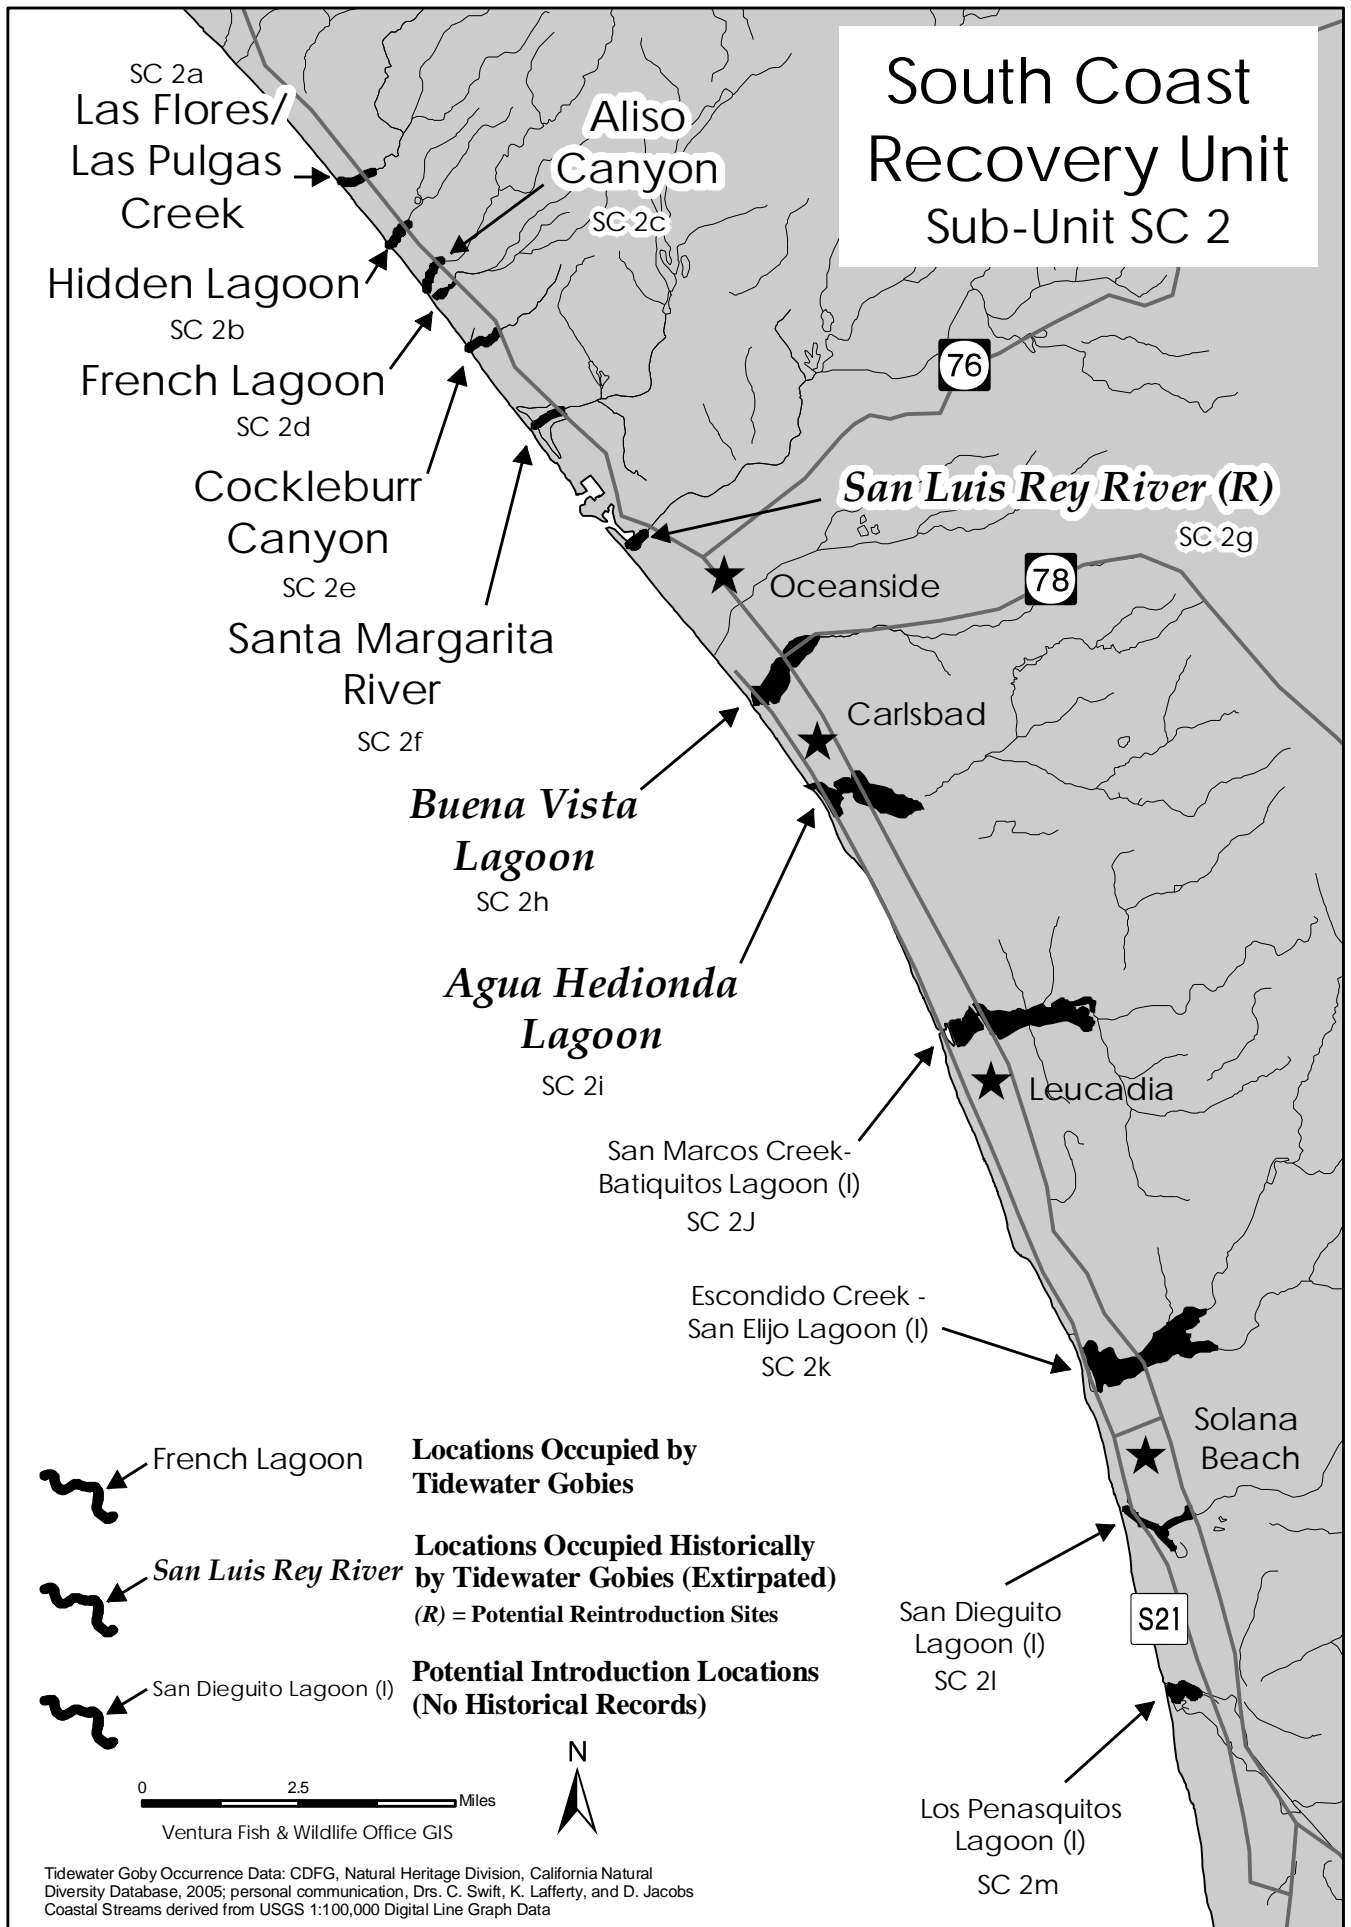 South Coast
Recovery Unit
Sub-Unit SC 2
SC 2a
Las Flores/
Las Pulgas
Creek
Aliso
Canyon
SC 2c
Hidden Lagoon
SC 2b
French Lagoon
SC 2d
76
Cockleburr
Canyon
SC 2e
San Luis Rey River (R)
SC 2g
78
Oceanside
Santa Margarita
River
SC 2f
Carlsbad
Buena Vista
Lagoon
SC 2h
Agua Hedionda
Lagoon
SC 2i
Leucadia
San Marcos Creek-
Batiquitos Lagoon (I)
SC 2J
Escondido Creek -
San Elijo Lagoon (I)
SC 2k
Solana
Beach
San Dieguito
Lagoon (I)
SC 2l
S21
Los Penasquitos
Lagoon (I)
SC 2m
French Lagoon
Locations Occupied by
Tidewater Gobies
San Luis Rey River
Locations Occupied Historically
by Tidewater Gobies (Extirpated)
(R) = Potential Reintroduction Sites
San Dieguito Lagoon (I)
Potential Introduction Locations
(No Historical Records)
N
0 2.5
Miles
Ventura Fish & Wildlife Office GIS
Tidewater Goby Occurrence Data: CDFG, Natural Heritage Division, California Natural
Diversity Database, 2005; personal communication, Drs. C. Swift, K. Lafferty, and D. Jacobs
Coastal Streams derived from USGS 1:100,000 Digital Line Graph Data